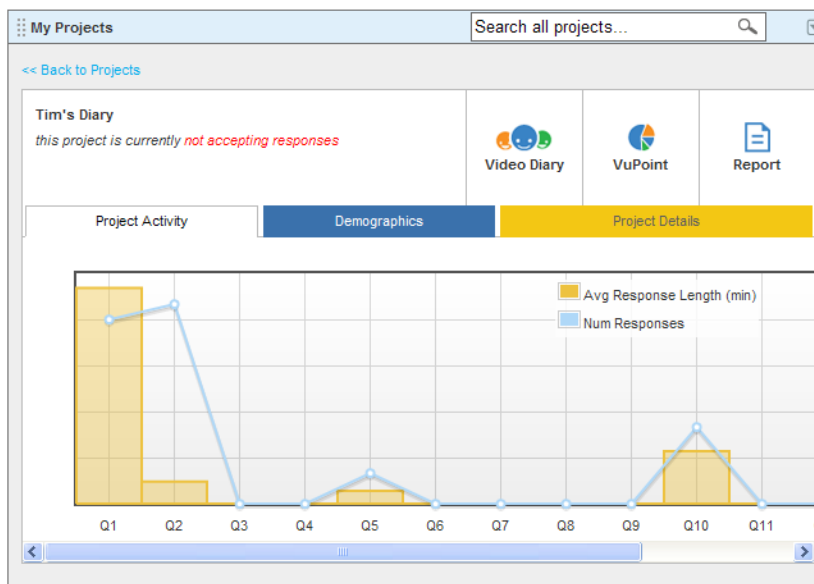 My Projects
Search all projects...
<< Back to Projects
Tim's Diary
this project is currently not accepting responses
Video Diary
VuPoint
Report
Project Activity
Demographics
Project Details
Avg Response Length (min)
Num Responses
Q1 Q2 Q3 Q4 Q5 Q6 Q7 Q8 Q9 Q10 Q11